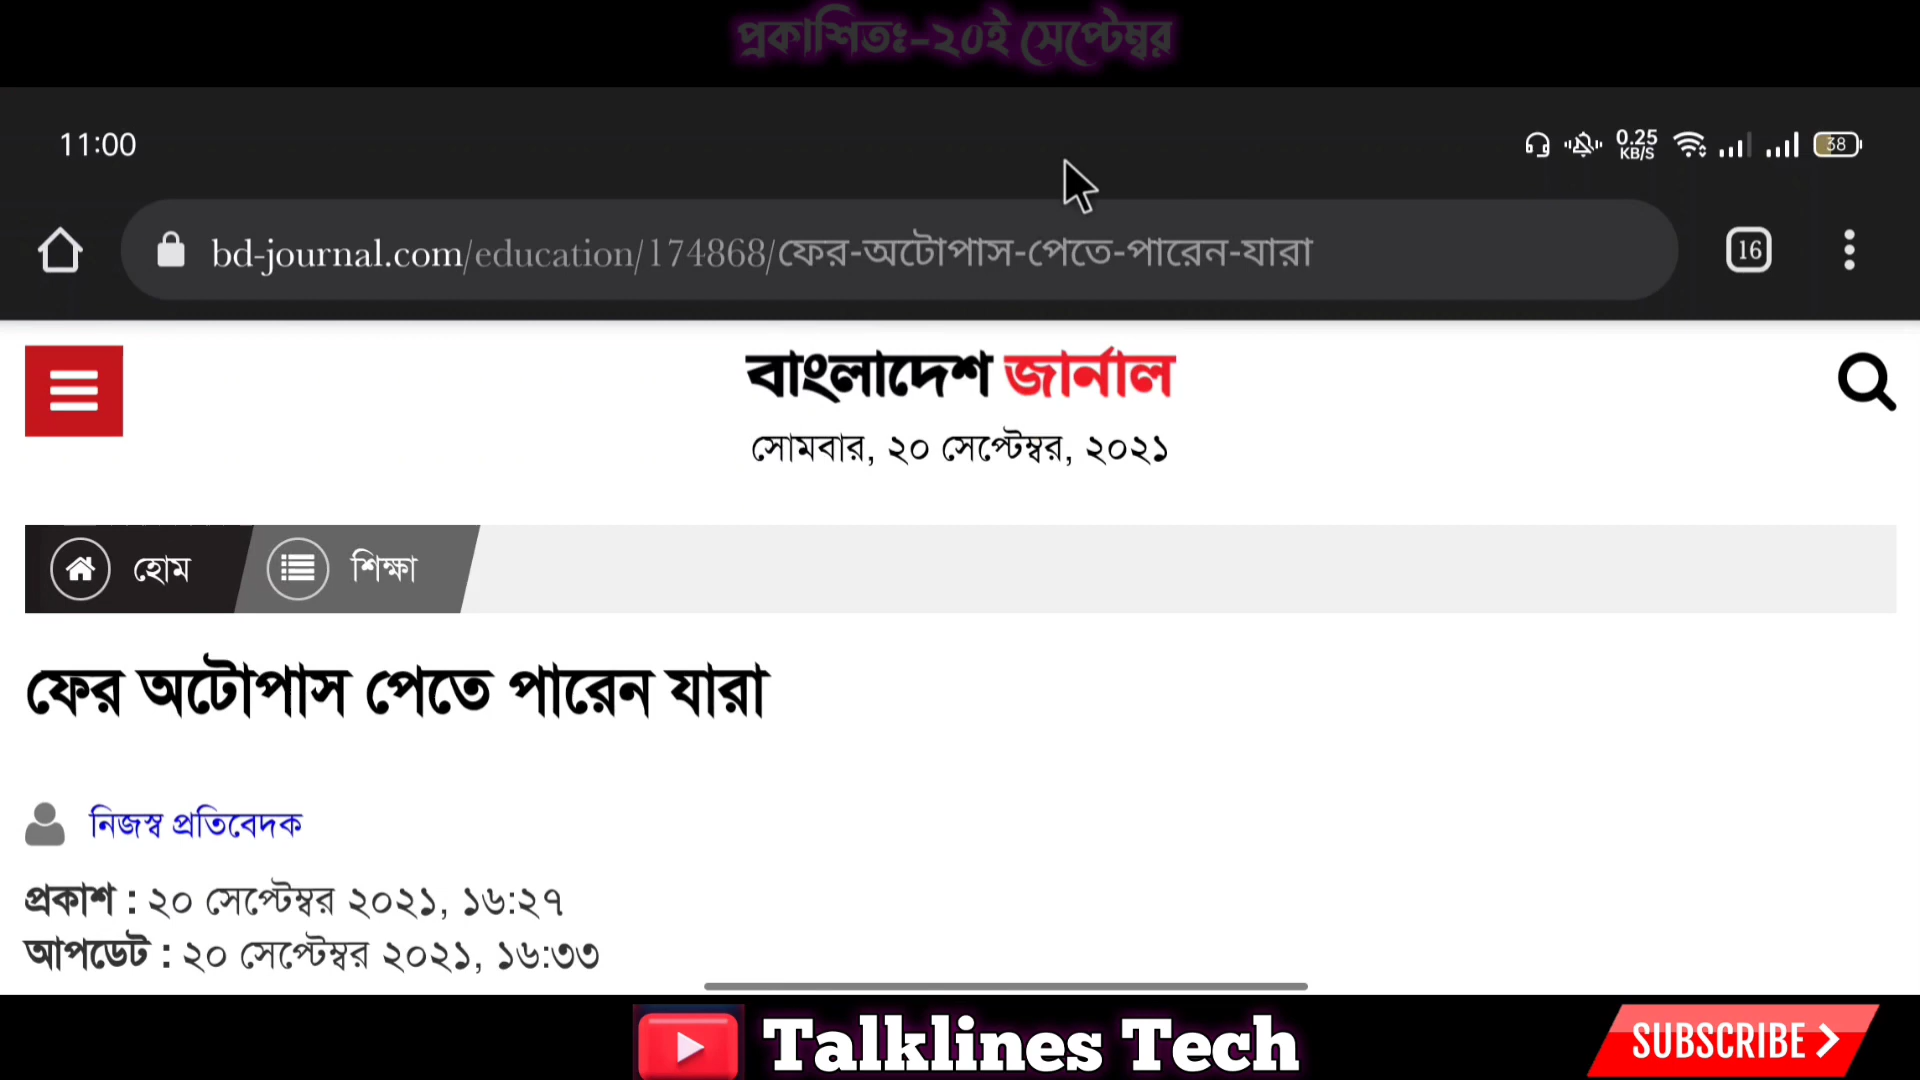 প্রকাশিতঃ-২০ই সেপ্টেম্বর
11:00
0.25 KB/S
38
bd-journal.com/education/174868/ফের-অটোপাস-পেতে-পারেন-যারা
16
বাংলাদেশ জার্নাল
সোমবার, ২০ সেপ্টেম্বর, ২০২১
হোম
শিক্ষা
ফের অটোপাস পেতে পারেন যারা
নিজস্ব প্রতিবেদক
প্রকাশ : ২০ সেপ্টেম্বর ২০২১, ১৬:২৭
আপডেট : ২০ সেপ্টেম্বর ২০২১, ১৬:৩৩
Talklines Tech
SUBSCRIBE